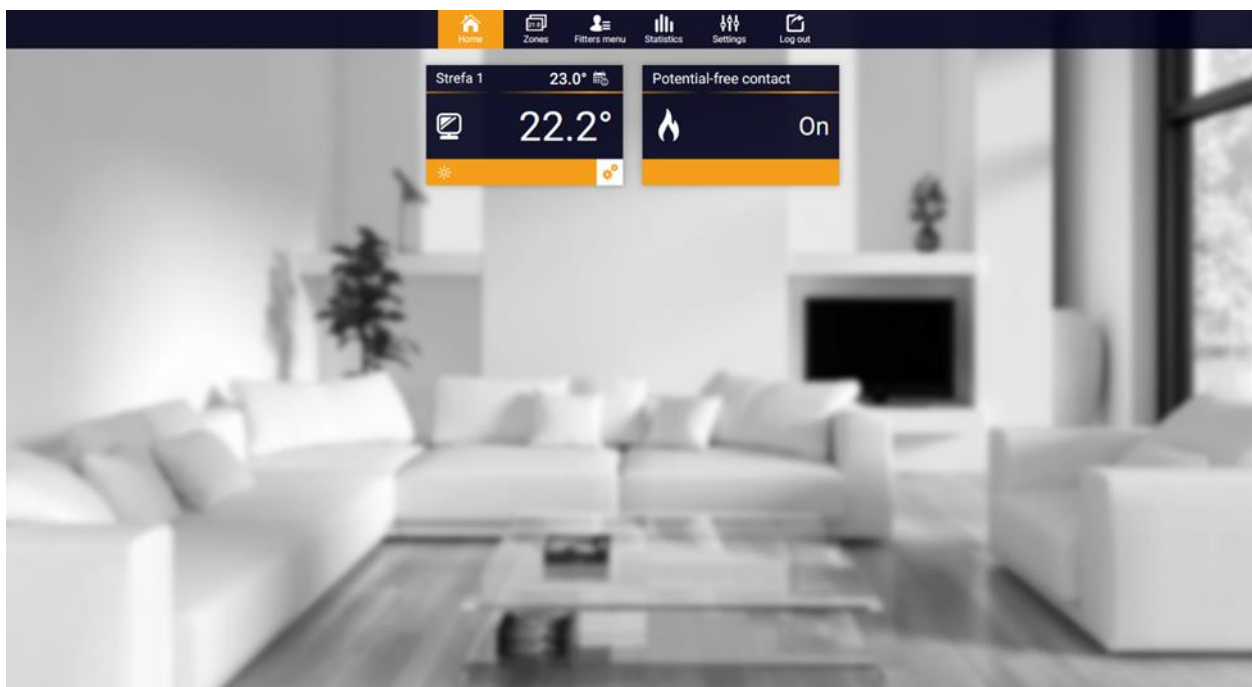 Home Zones Fitters menu Statistics Settings Log out
Strefa 1 23.0°
22.2°
Potential-free contact
On